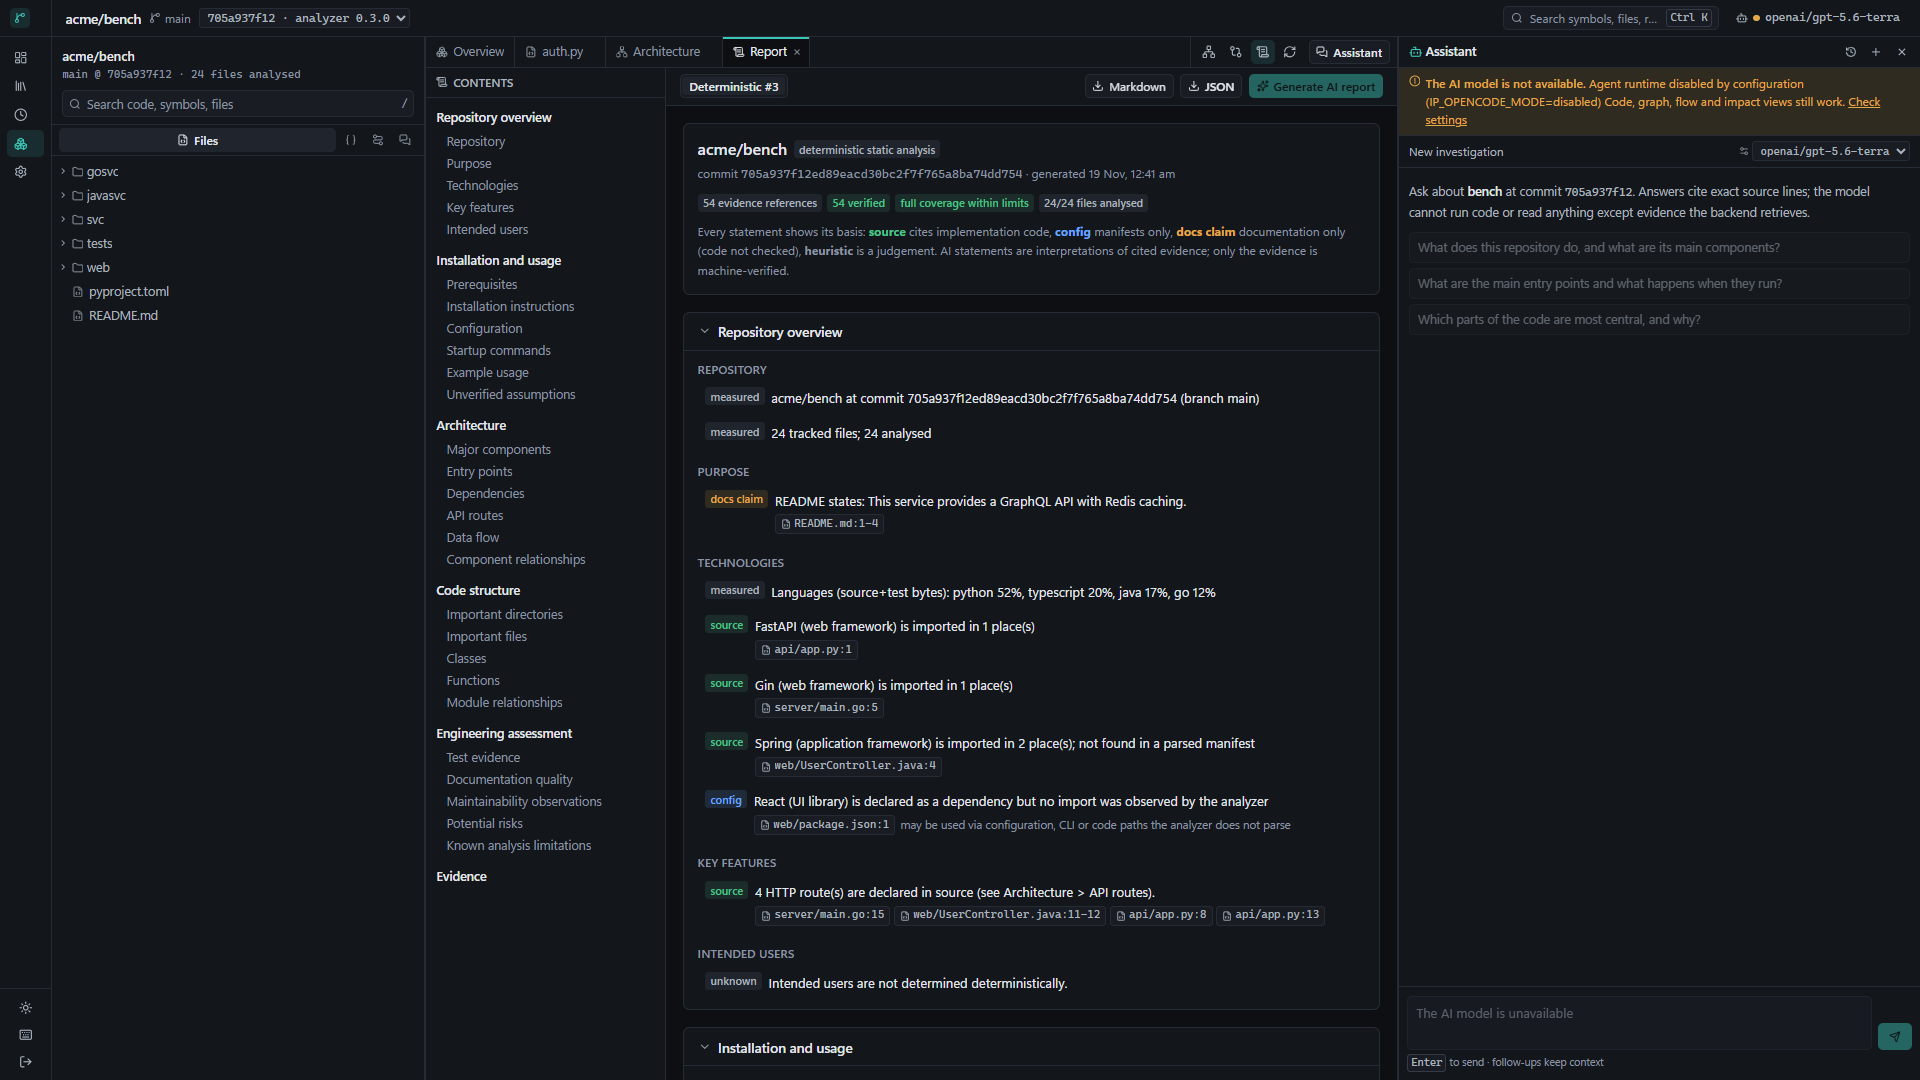 acme/bench main 705a937f12 · analyzer 0.3.0
Search symbols, files, r... Ctrl K
openai/gpt-5.6-terra
acme/bench
main @ 705a937f12 · 24 files analysed
Search code, symbols, files /
Files
gosvc
javasvc
svc
tests
web
pyproject.toml
README.md
Overview
auth.py
Architecture
Report ×
Assistant
CONTENTS
Repository overview
Repository
Purpose
Technologies
Key features
Intended users
Installation and usage
Prerequisites
Installation instructions
Configuration
Startup commands
Example usage
Unverified assumptions
Architecture
Major components
Entry points
Dependencies
API routes
Data flow
Component relationships
Code structure
Important directories
Important files
Classes
Functions
Module relationships
Engineering assessment
Test evidence
Documentation quality
Maintainability observations
Potential risks
Known analysis limitations
Evidence
Deterministic #3
Markdown
JSON
Generate AI report
acme/bench deterministic static analysis
commit 705a937f12ed89eacd30bc2f7f765a8ba74dd754 · generated 19 Nov, 12:41 am
54 evidence references 54 verified full coverage within limits 24/24 files analysed
Every statement shows its basis: source cites implementation code, config manifests only, docs claim documentation only
(code not checked), heuristic is a judgement. AI statements are interpretations of cited evidence; only the evidence is
machine-verified.
Repository overview
REPOSITORY
measured acme/bench at commit 705a937f12ed89eacd30bc2f7f765a8ba74dd754 (branch main)
measured 24 tracked files; 24 analysed
PURPOSE
docs claim README states: This service provides a GraphQL API with Redis caching.
README.md:1-4
TECHNOLOGIES
measured Languages (source+test bytes): python 52%, typescript 20%, java 17%, go 12%
source FastAPI (web framework) is imported in 1 place(s)
api/app.py:1
source Gin (web framework) is imported in 1 place(s)
server/main.go:5
source Spring (application framework) is imported in 2 place(s); not found in a parsed manifest
web/UserController.java:4
config React (UI library) is declared as a dependency but no import was observed by the analyzer
web/package.json:1 may be used via configuration, CLI or code paths the analyzer does not parse
KEY FEATURES
source 4 HTTP route(s) are declared in source (see Architecture > API routes).
server/main.go:15 web/UserController.java:11-12 api/app.py:8 api/app.py:13
INTENDED USERS
unknown Intended users are not determined deterministically.
Installation and usage
Assistant
The AI model is not available. Agent runtime disabled by configuration
(IP_OPENCODE_MODE=disabled) Code, graph, flow and impact views still work. Check
settings
New investigation
openai/gpt-5.6-terra
Ask about bench at commit 705a937f12. Answers cite exact source lines; the model
cannot run code or read anything except evidence the backend retrieves.
What does this repository do, and what are its main components?
What are the main entry points and what happens when they run?
Which parts of the code are most central, and why?
The AI model is unavailable
Enter to send · follow-ups keep context